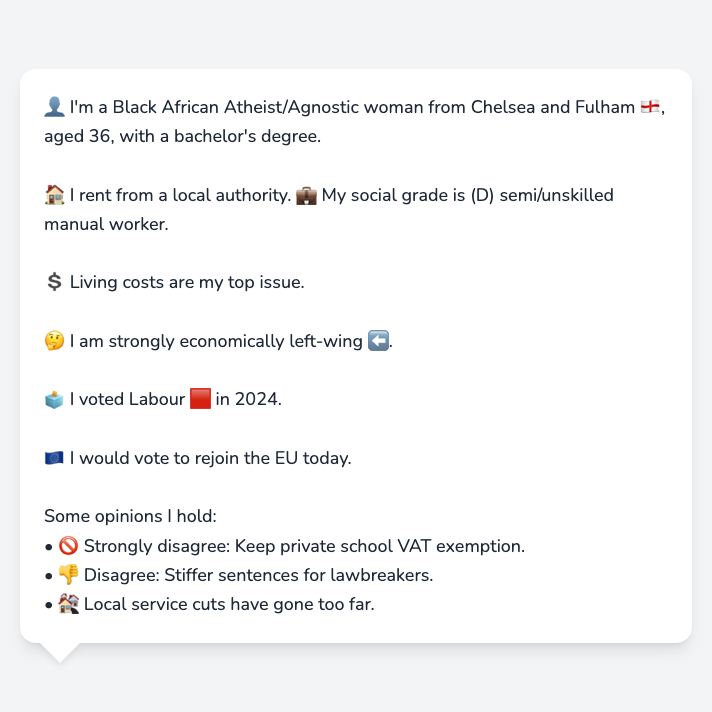 👤 I'm a Black African Atheist/Agnostic woman from Chelsea and Fulham 🏴󠁧󠁢󠁥󠁮󠁧󠁿,
aged 36, with a bachelor's degree.
🏠 I rent from a local authority. 💼 My social grade is (D) semi/unskilled
manual worker.
💲 Living costs are my top issue.
🤔 I am strongly economically left-wing ⬅️.
🗳️ I voted Labour 🟥 in 2024.
🇪🇺 I would vote to rejoin the EU today.
Some opinions I hold:
• 🚫 Strongly disagree: Keep private school VAT exemption.
• 👎 Disagree: Stiffer sentences for lawbreakers.
• 🏚️ Local service cuts have gone too far.